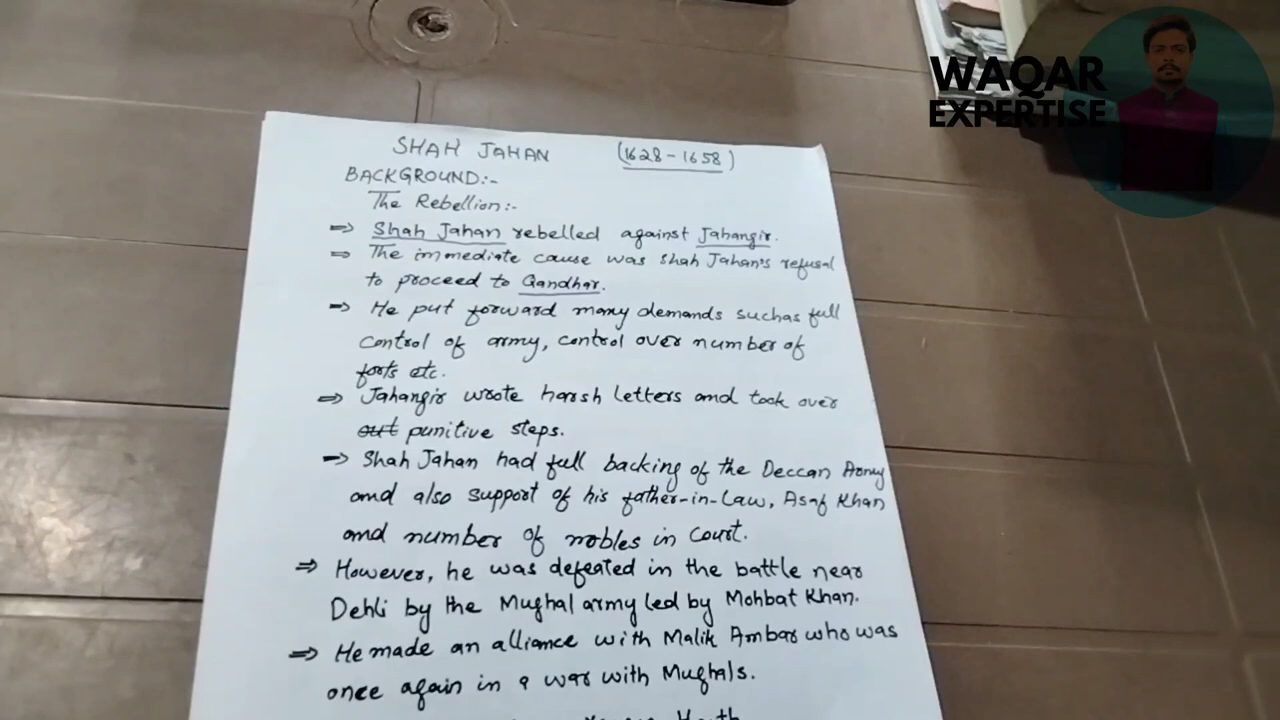 WAQAR
EXPERTISE
SHAH JAHAN (1628-1658)
BACKGROUND:-
The Rebellion:-
⇒ Shah Jahan rebelled against Jahangir.
⇒ The immediate cause was Shah Jahan's refusal
to proceed to Qandhar.
⇒ He put forward many demands such as full
control of army, control over number of
forts etc.
⇒ Jahangir wrote harsh letters and took over
out punitive steps.
⇒ Shah Jahan had full backing of the Deccan Army
and also support of his father-in-Law, Asaf Khan
and number of nobles in Court.
⇒ However, he was defeated in the battle near
Dehli by the Mughal army led by Mohbat Khan.
⇒ He made an alliance with Malik Ambar who was
once again in a war with Mughals.